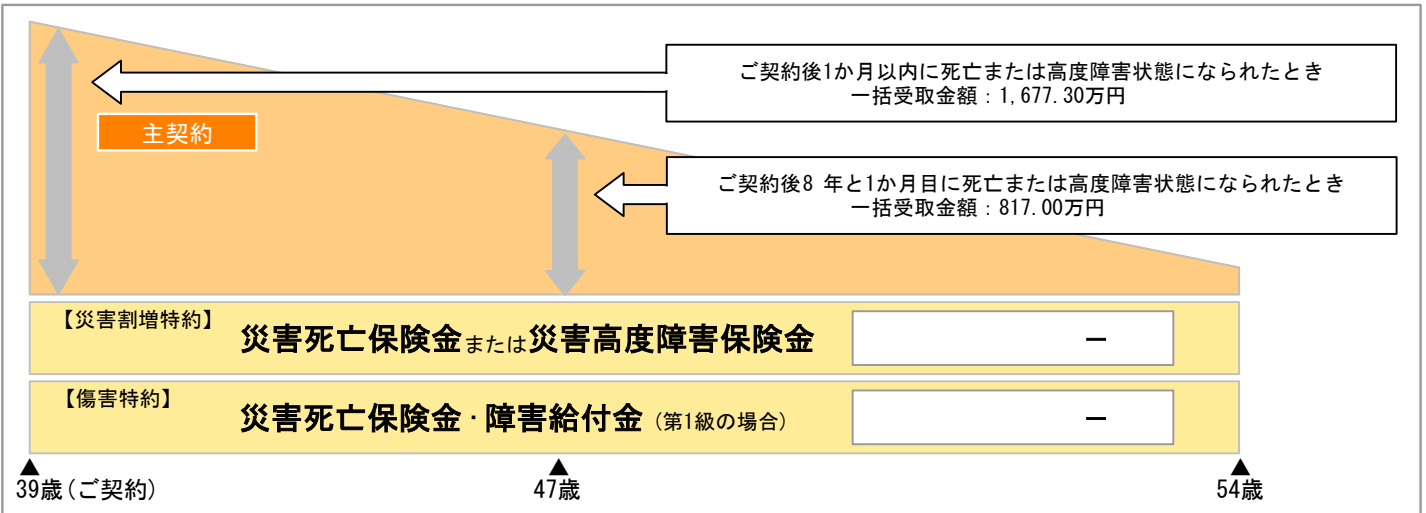 ご契約後1か月以内に死亡または高度障害状態になられたとき
一括受取金額：1,677.30万円
主契約
ご契約後8 年と1か月目に死亡または高度障害状態になられたとき
一括受取金額：817.00万円
【災害割増特約】
災害死亡保険金または災害高度障害保険金 －
【傷害特約】
災害死亡保険金・障害給付金（第1級の場合） －
▲ ▲ ▲
39歳（ご契約） 47歳 54歳